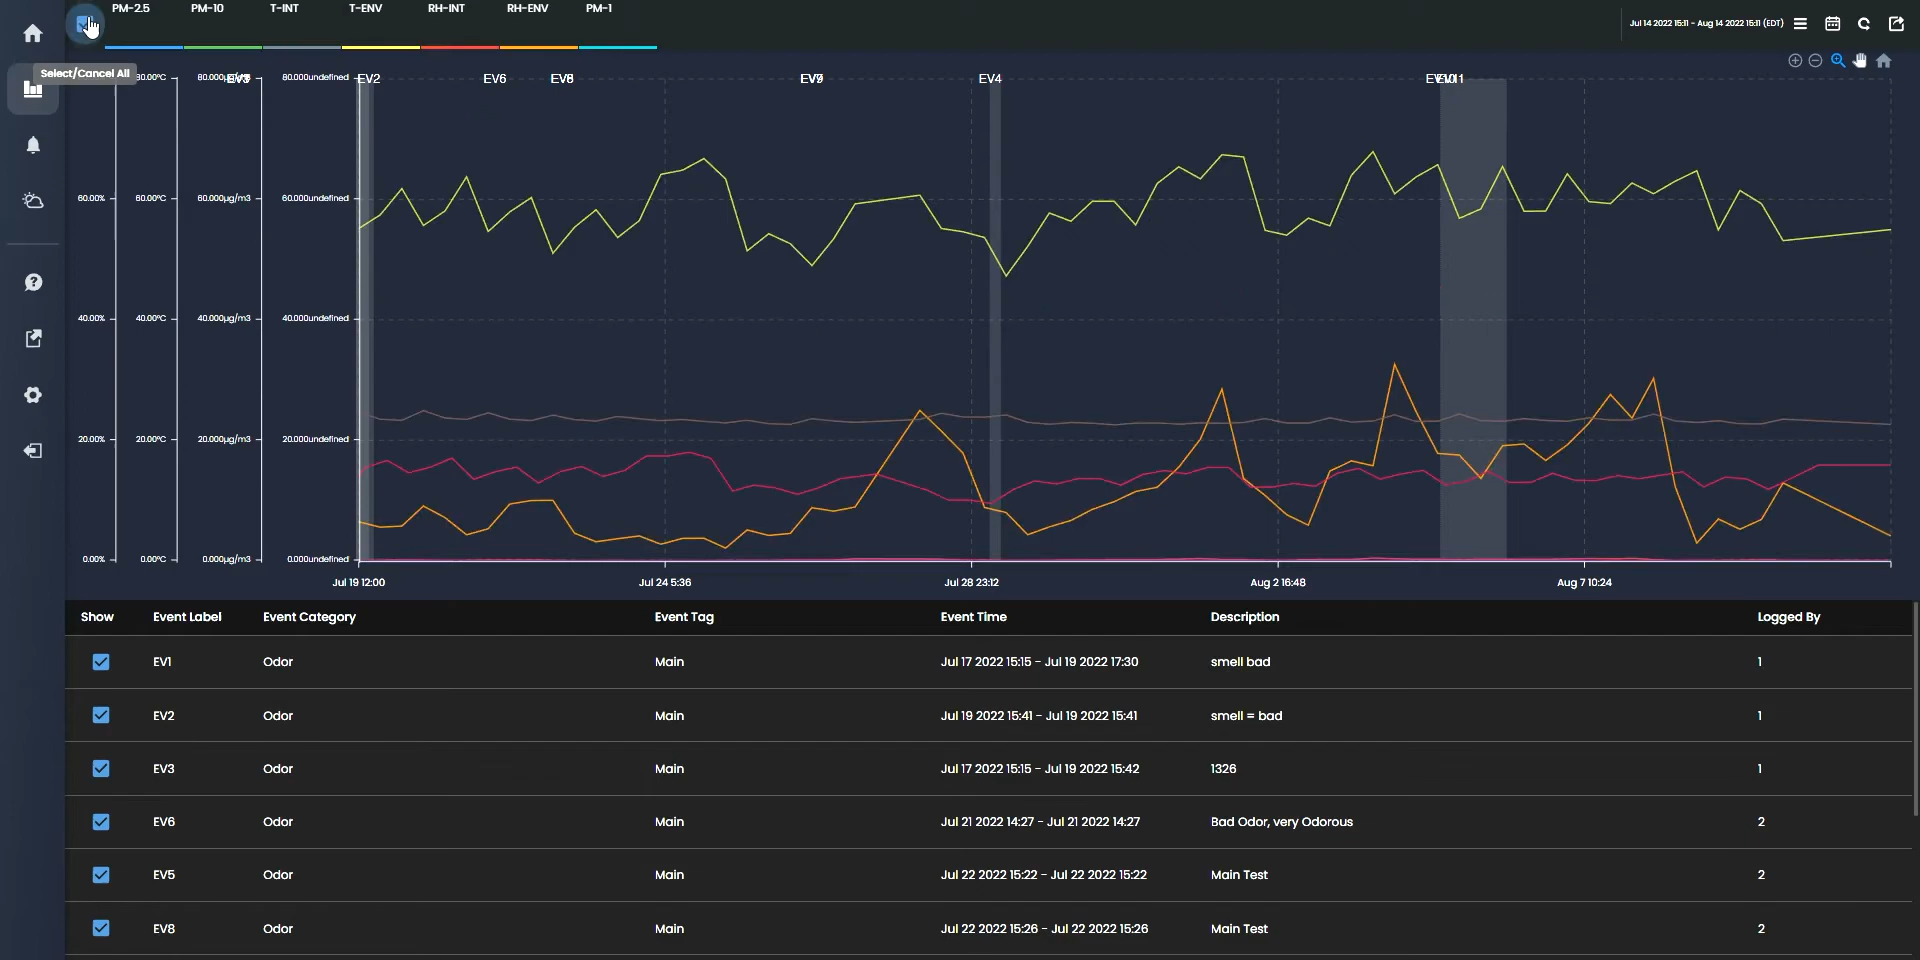 PM-2.5 PM-10 T-INT T-ENV RH-INT RH-ENV PM-1
Jul 14 2022 15:11 - Aug 14 2022 15:11 (EDT)
Select/Cancel All
EV2 EV6 EV4
80.00°C 80.000undefined
60.00% 60.00°C 60.000µg/m3 60.000undefined
40.00% 40.00°C 40.000µg/m3 40.000undefined
20.00% 20.00°C 20.000µg/m3 20.000undefined
0.00% 0.00°C 0.000µg/m3 0.000undefined
Jul 19 12:00 Jul 24 5:36 Jul 28 23:12 Aug 2 16:48 Aug 7 10:24
Show Event Label Event Category Event Tag Event Time Description Logged By
EV1 Odor Main Jul 17 2022 15:15 - Jul 19 2022 17:30 smell bad 1
EV2 Odor Main Jul 19 2022 15:41 - Jul 19 2022 15:41 smell = bad 1
EV3 Odor Main Jul 17 2022 15:15 - Jul 19 2022 15:42 1326 1
EV6 Odor Main Jul 21 2022 14:27 - Jul 21 2022 14:27 Bad Odor, very Odorous 2
EV5 Odor Main Jul 22 2022 15:22 - Jul 22 2022 15:22 Main Test 2
EV8 Odor Main Jul 22 2022 15:26 - Jul 22 2022 15:26 Main Test 2